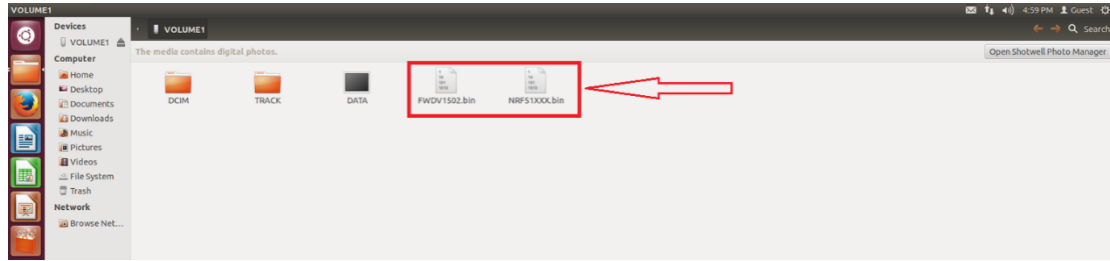 VOLUME1
4:59 PM
Guest
Devices
VOLUME1
Computer
Home
Desktop
Documents
Downloads
Music
Pictures
Videos
File System
Trash
Network
Browse Net...
VOLUME1
Search
The media contains digital photos.
Open Shotwell Photo Manager
DCIM
TRACK
DATA
FWDV1502.bin
NRF51XXX.bin